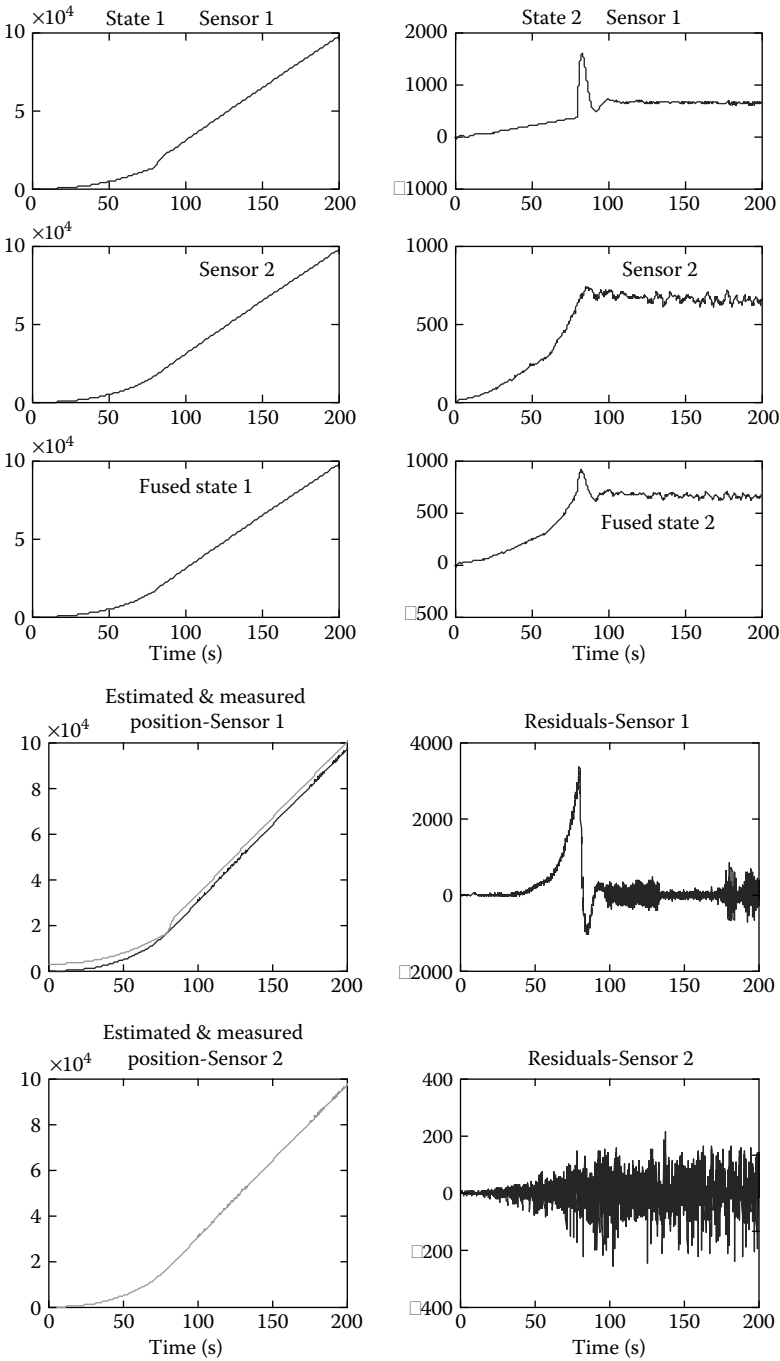 ×10⁴
State 1 Sensor 1
10
5
0
0 50 100 150 200
State 2 Sensor 1
2000
1000
0
□1000
0 50 100 150 200
×10⁴
10
Sensor 2
5
0
0 50 100 150 200
1000
Sensor 2
500
0
0 50 100 150 200
×10⁴
10
Fused state 1
5
0
0 50 100 150 200
Time (s)
1000
500
Fused state 2
0
□500
0 50 100 150 200
Time (s)
Estimated & measured
position-Sensor 1
×10⁴
10
8
6
4
2
0
0 50 100 150 200
Residuals-Sensor 1
4000
2000
0
□2000
0 50 100 150 200
Estimated & measured
position-Sensor 2
×10⁴
10
8
6
4
2
0
0 50 100 150 200
Time (s)
Residuals-Sensor 2
400
200
0
□200
□400
0 50 100 150 200
Time (s)